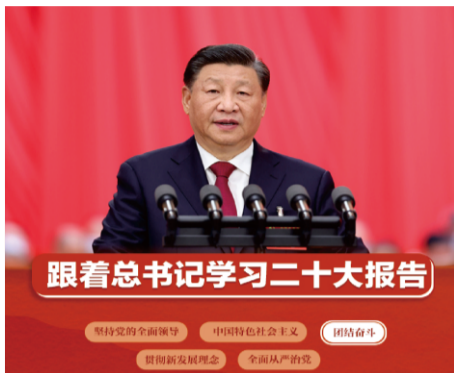 跟着总书记学习二十大报告
坚持党的全面领导 中国特色社会主义 团结奋斗
贯彻新发展理念 全面从严治党